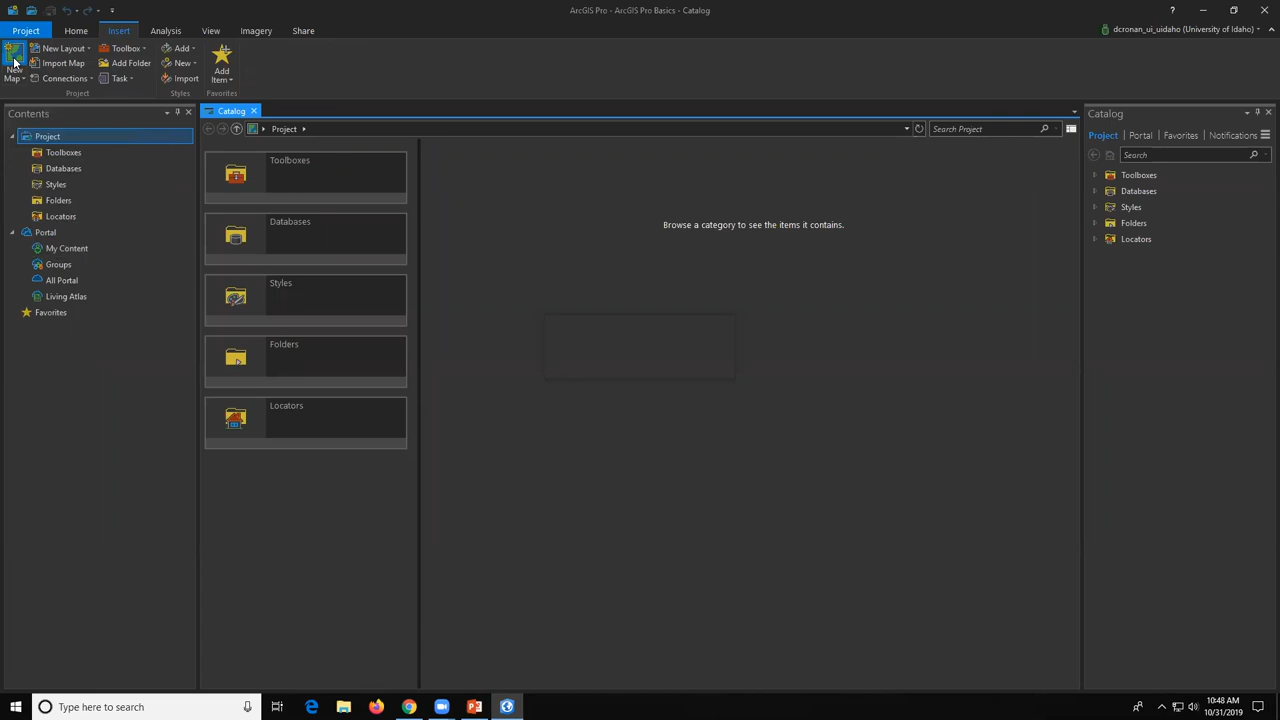 ArcGIS Pro - ArcGIS Pro Basics - Catalog
Project
Home
Insert
Analysis
View
Imagery
Share
dcronan_ui_uidaho (University of Idaho)
New Map
New Layout
Import Map
Connections
Toolbox
Add Folder
Task
Add
New
Import
Add Item
Project
Styles
Favorites
Contents
Project
Toolboxes
Databases
Styles
Folders
Locators
Portal
My Content
Groups
All Portal
Living Atlas
Favorites
Catalog
Project
Search Project
Toolboxes
Databases
Styles
Folders
Locators
Browse a category to see the items it contains.
Catalog
Project
Portal
Favorites
Notifications
Search
Toolboxes
Databases
Styles
Folders
Locators
Type here to search
10:48 AM
10/31/2019